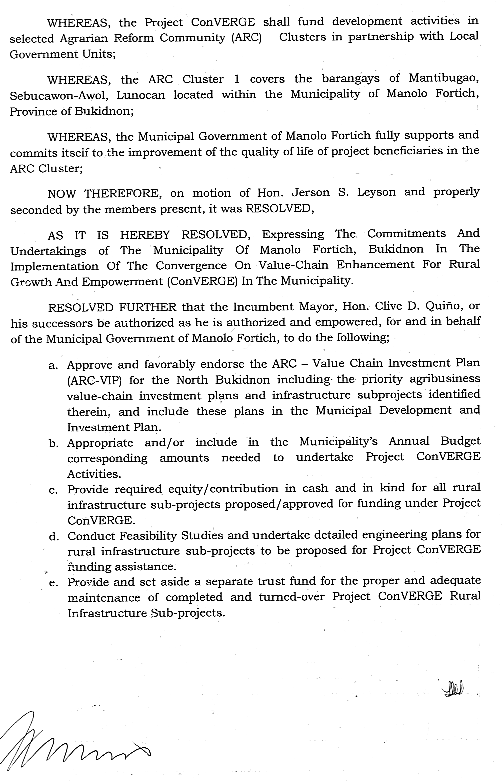 WHEREAS, the Project ConVERGE shall fund development activities in
selected Agrarian Reform Community (ARC) Clusters in partnership with Local
Government Units;
WHEREAS, the ARC Cluster 1 covers the barangays of Mantibugao,
Sebucawon-Awol, Lunocan located within the Municipality of Manolo Fortich,
Province of Bukidnon;
WHEREAS, the Municipal Government of Manolo Fortich fully supports and
commits itself to the improvement of the quality of life of project beneficiaries in the
ARC Cluster;
NOW THEREFORE, on motion of Hon. Jerson S. Leyson and properly
seconded by the members present, it was RESOLVED,
AS IT IS HEREBY RESOLVED, Expressing The Commitments And
Undertakings of The Municipality Of Manolo Fortich, Bukidnon In The
Implementation Of The Convergence On Value-Chain Enhancement For Rural
Growth And Empowerment (ConVERGE) In The Municipality.
RESOLVED FURTHER that the Incumbent Mayor, Hon. Clive D. Quiño, or
his successors be authorized as he is authorized and empowered, for and in behalf
of the Municipal Government of Manolo Fortich, to do the following;
a. Approve and favorably endorse the ARC – Value Chain Investment Plan
(ARC-VIP) for the North Bukidnon including the priority agribusiness
value-chain investment plans and infrastructure subprojects identified
therein, and include these plans in the Municipal Development and
Investment Plan.
b. Appropriate and/or include in the Municipality's Annual Budget
corresponding amounts needed to undertake Project ConVERGE
Activities.
c. Provide required equity/contribution in cash and in kind for all rural
infrastructure sub-projects proposed/approved for funding under Project
ConVERGE.
d. Conduct Feasibility Studies and undertake detailed engineering plans for
rural infrastructure sub-projects to be proposed for Project ConVERGE
funding assistance.
e. Provide and set aside a separate trust fund for the proper and adequate
maintenance of completed and turned-over Project ConVERGE Rural
Infrastructure Sub-projects.